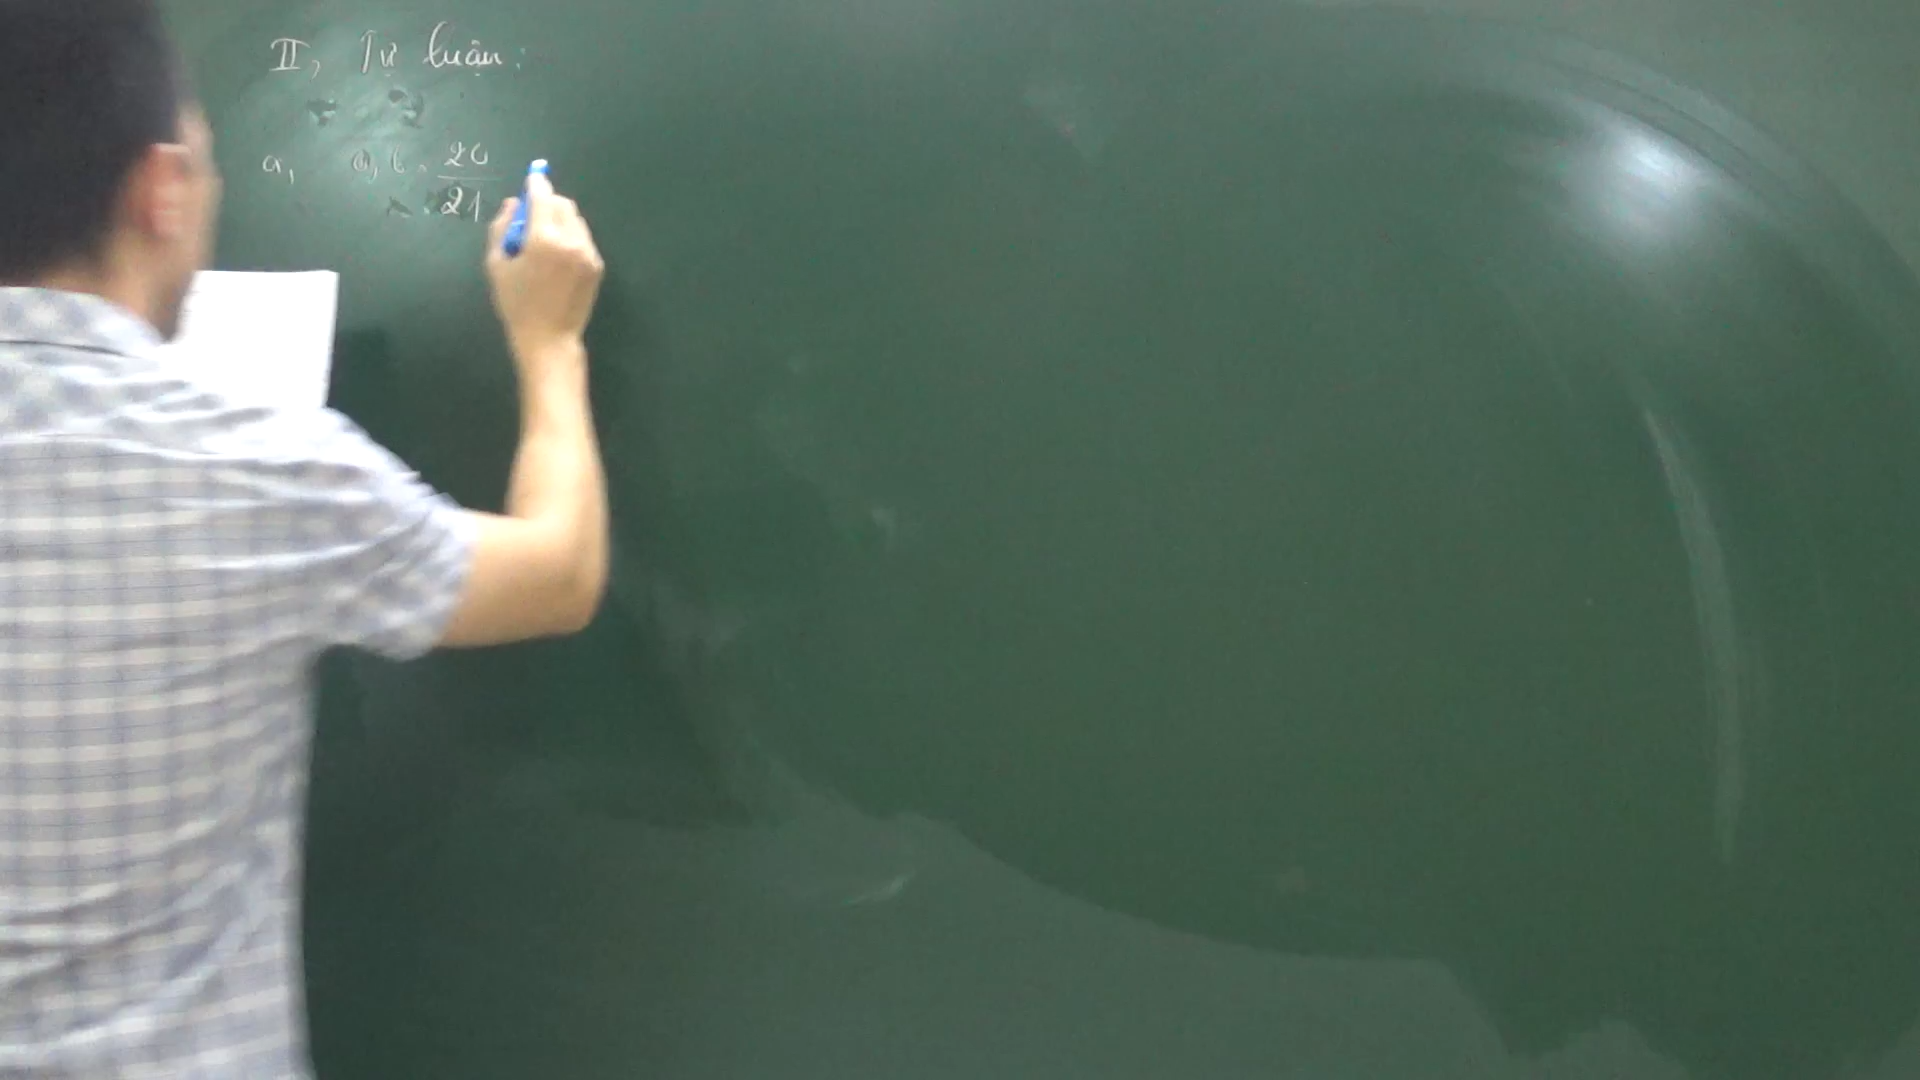 II, Tự luận:
a, 0,6 . 20/21